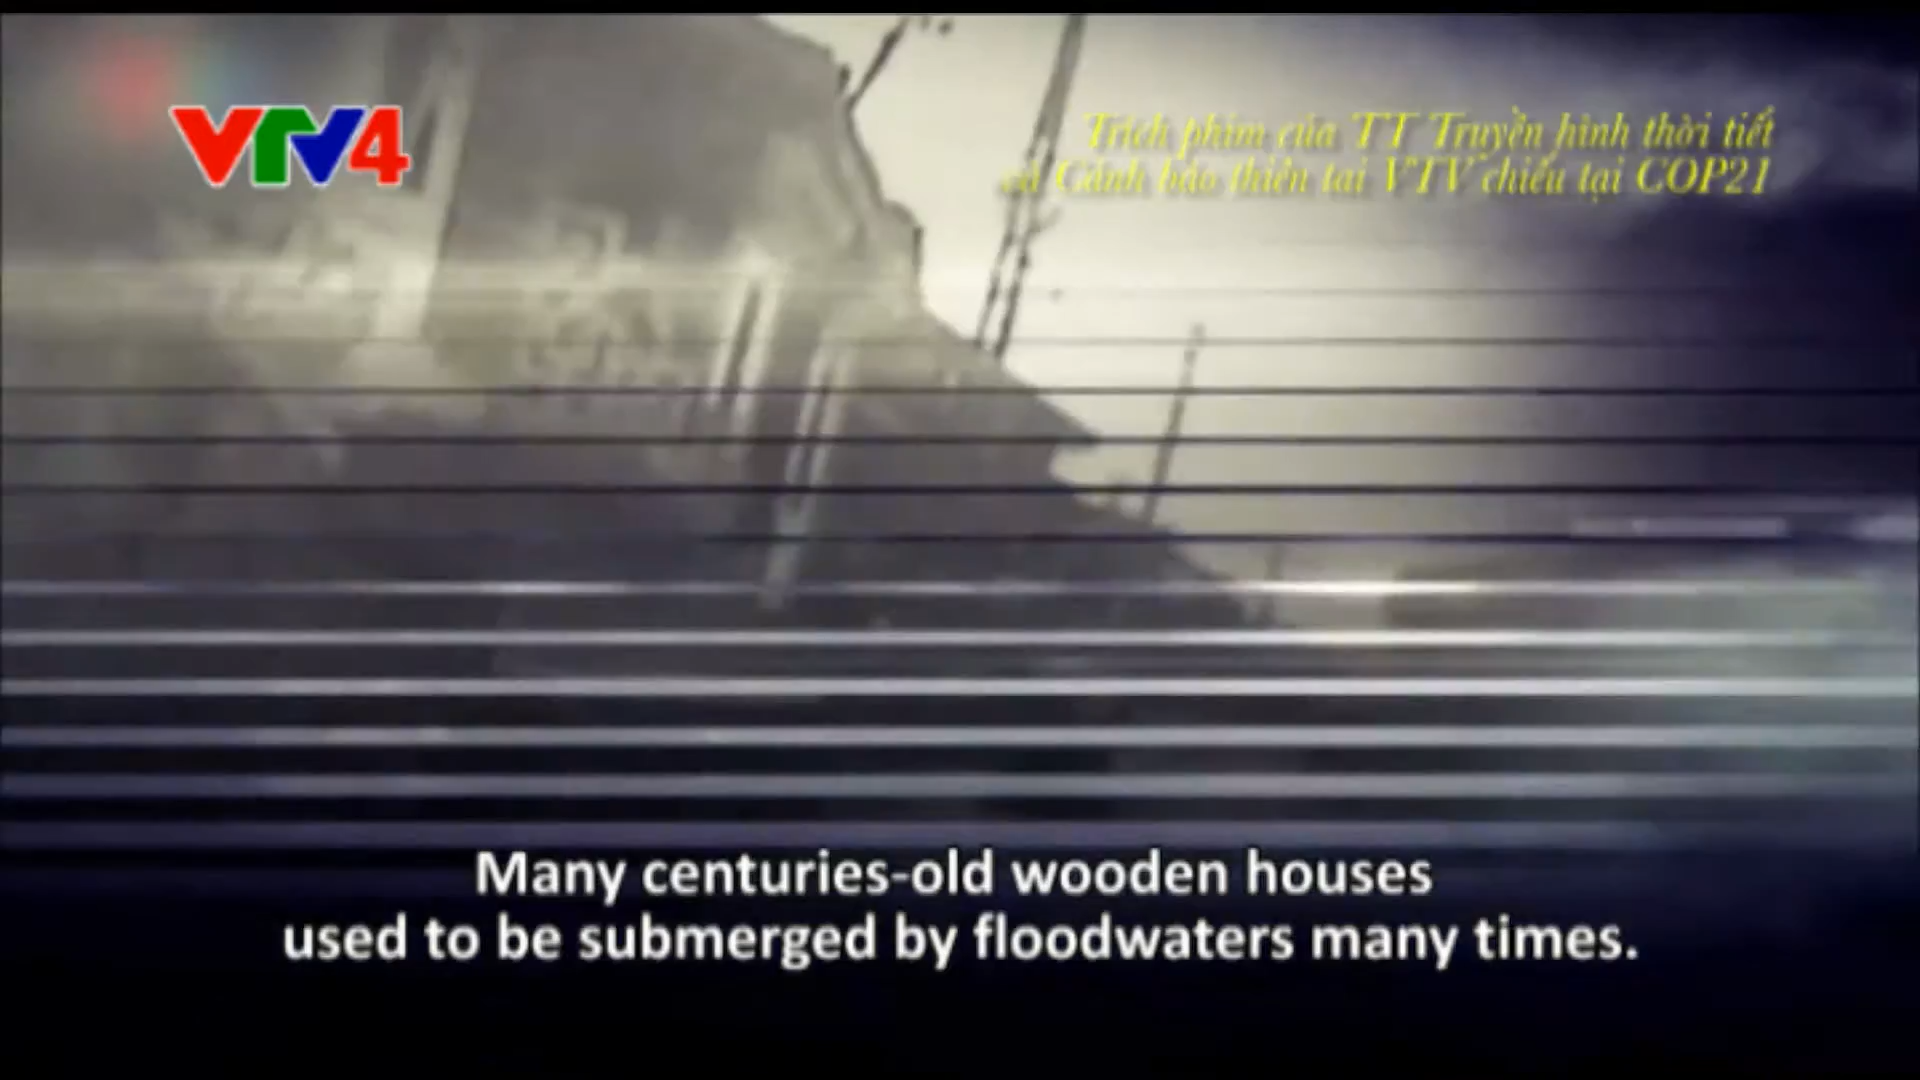 VTV4
Trích phim của TT Truyền hình thời tiết
và Cảnh báo thiên tai VTV chiếu tại COP21
Many centuries-old wooden houses
used to be submerged by floodwaters many times.